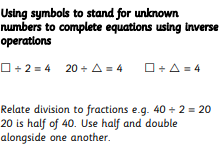 Using symbols to stand for unknown
numbers to complete equations using inverse
operations
□ ÷ 2 = 4 20 ÷ △ = 4 □ ÷ △ = 4
Relate division to fractions e.g. 40 ÷ 2 = 20
20 is half of 40. Use half and double
alongside one another.